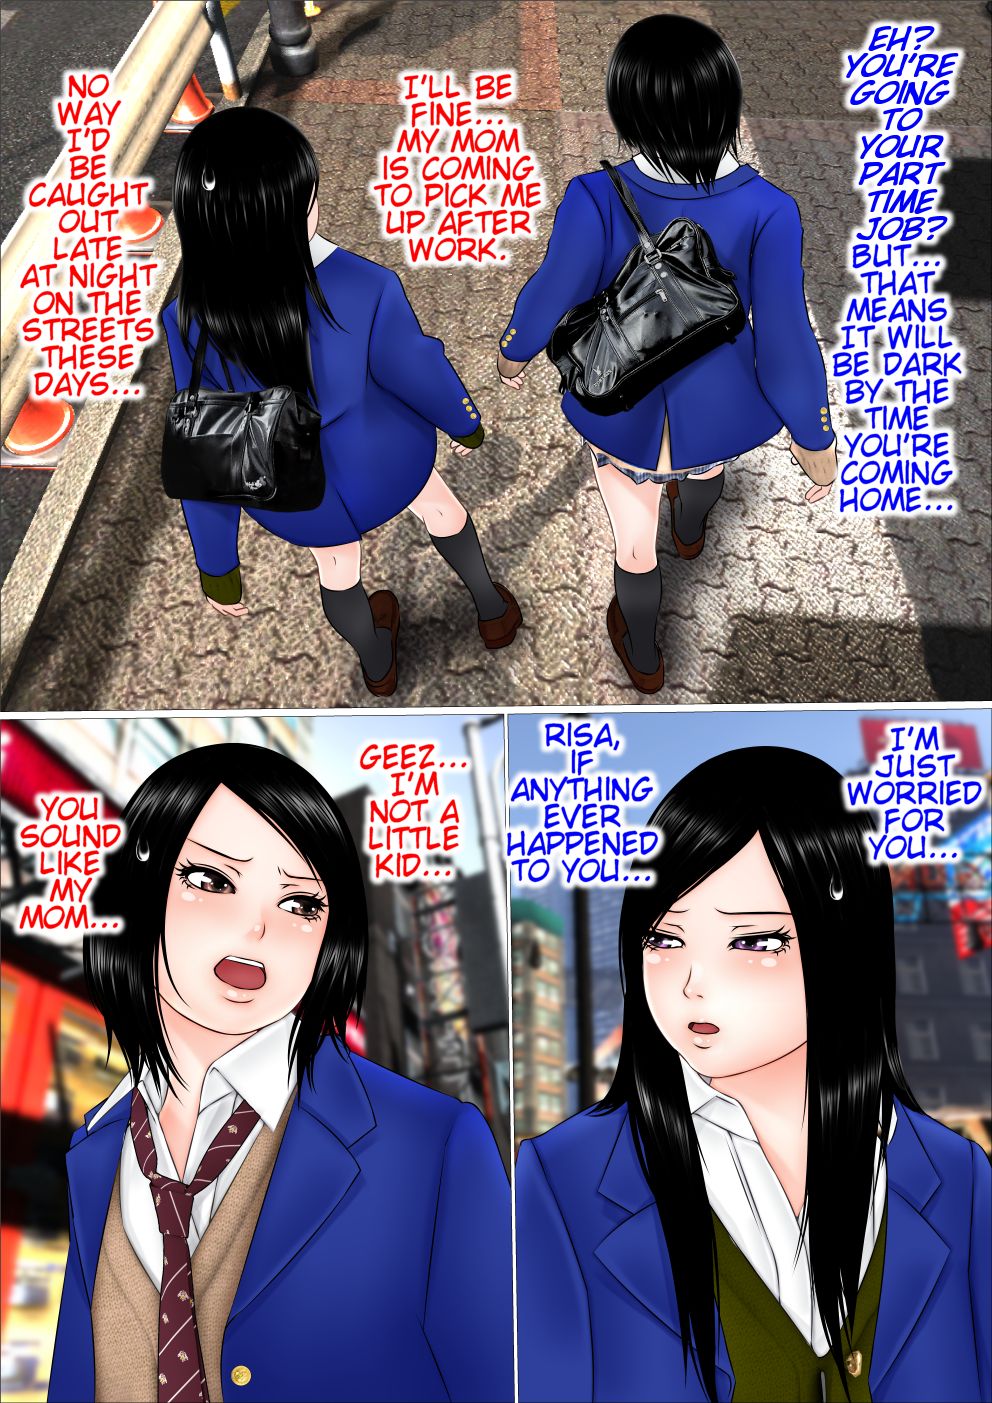 EH?
YOU'RE
GOING
TO
YOUR
PART
TIME
JOB?
BUT...
THAT
MEANS
IT WILL
BE DARK
BY THE
TIME
YOU'RE
COMING
HOME...
I'LL BE
FINE...
MY MOM
IS COMING
TO PICK ME
UP AFTER
WORK.
NO
WAY
I'D
BE
CAUGHT
OUT
LATE
AT NIGHT
ON THE
STREETS
THESE
DAYS...
I'M
JUST
WORRIED
FOR
YOU...
RISA,
IF
ANYTHING
EVER
HAPPENED
TO YOU...
GEEZ...
I'M
NOT A
LITTLE
KID...
YOU
SOUND
LIKE
MY
MOM...